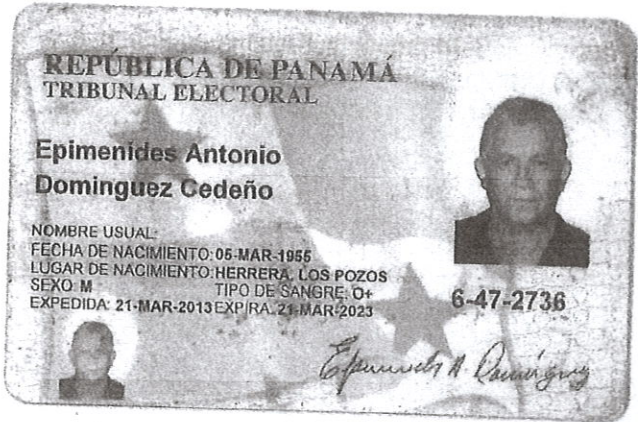 REPÚBLICA DE PANAMÁ
TRIBUNAL ELECTORAL
Epimenides Antonio
Dominguez Cedeño
NOMBRE USUAL:
FECHA DE NACIMIENTO: 05-MAR-1955
LUGAR DE NACIMIENTO: HERRERA, LOS POZOS
SEXO: M TIPO DE SANGRE: O+
EXPEDIDA: 21-MAR-2013 EXPIRA: 21-MAR-2023
6-47-2736